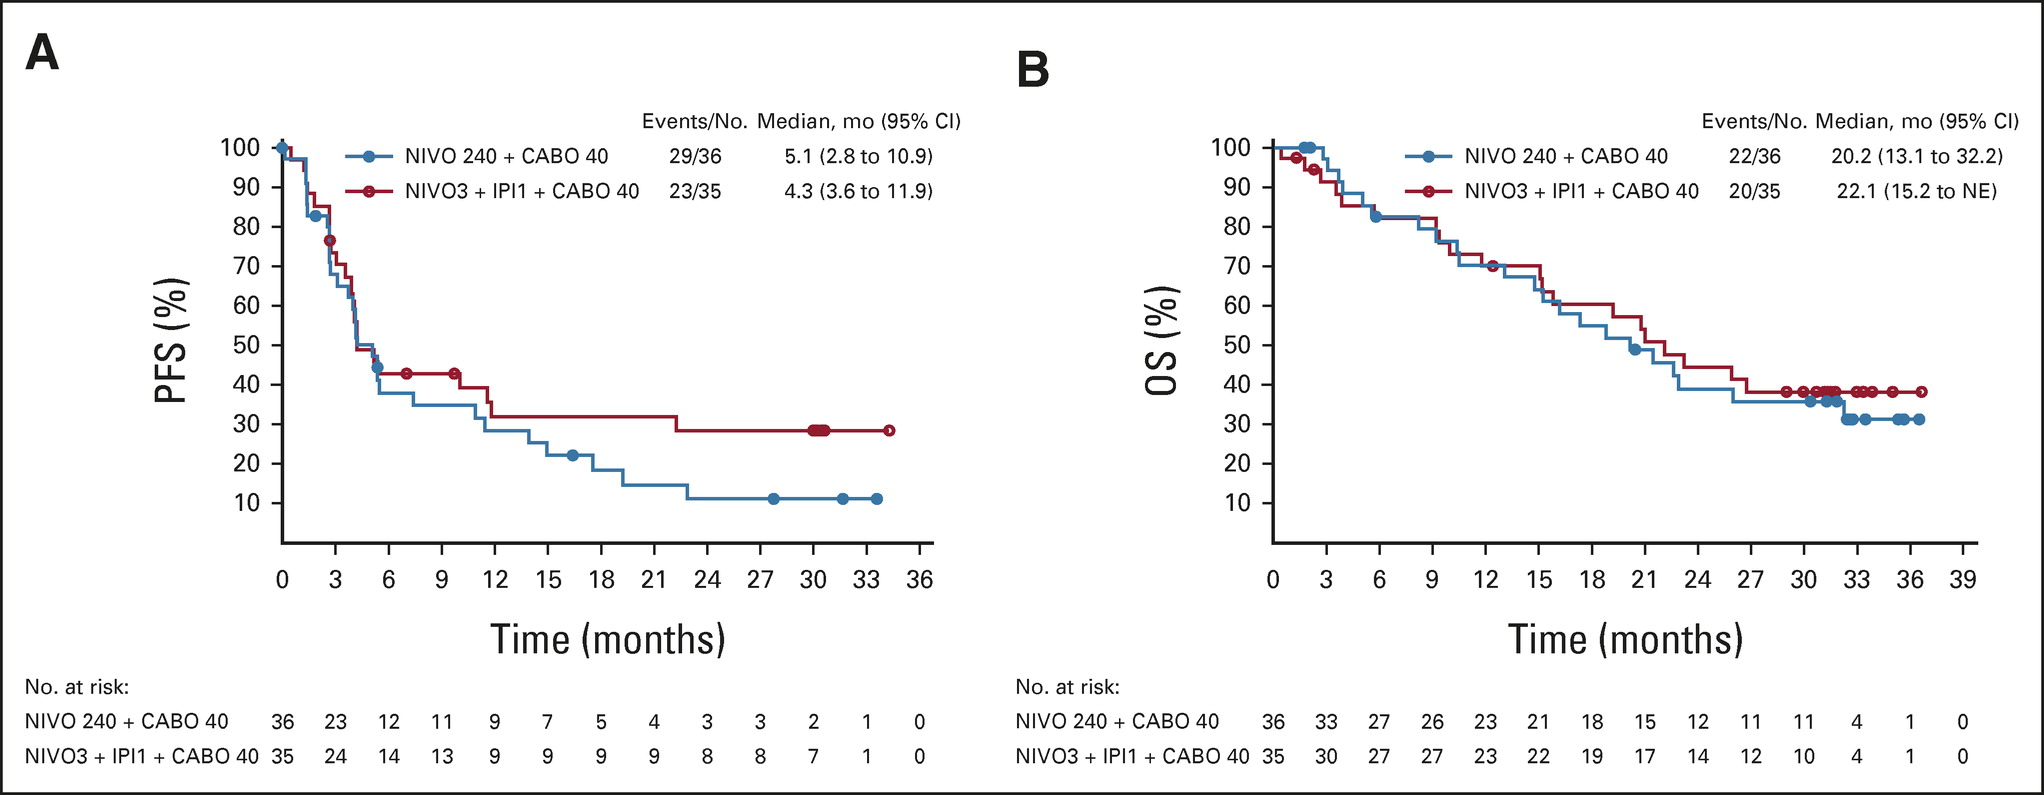 A
Events/No. Median, mo (95% CI)
NIVO 240 + CABO 40 29/36 5.1 (2.8 to 10.9)
NIVO3 + IPI1 + CABO 40 23/35 4.3 (3.6 to 11.9)
PFS (%)
100
90
80
70
60
50
40
30
20
10
0 3 6 9 12 15 18 21 24 27 30 33 36
Time (months)
No. at risk:
NIVO 240 + CABO 40 36 23 12 11 9 7 5 4 3 3 2 1 0
NIVO3 + IPI1 + CABO 40 35 24 14 13 9 9 9 9 8 8 7 1 0
B
Events/No. Median, mo (95% CI)
NIVO 240 + CABO 40 22/36 20.2 (13.1 to 32.2)
NIVO3 + IPI1 + CABO 40 20/35 22.1 (15.2 to NE)
OS (%)
100
90
80
70
60
50
40
30
20
10
0 3 6 9 12 15 18 21 24 27 30 33 36 39
Time (months)
No. at risk:
NIVO 240 + CABO 40 36 33 27 26 23 21 18 15 12 11 11 4 1 0
NIVO3 + IPI1 + CABO 40 35 30 27 27 23 22 19 17 14 12 10 4 1 0